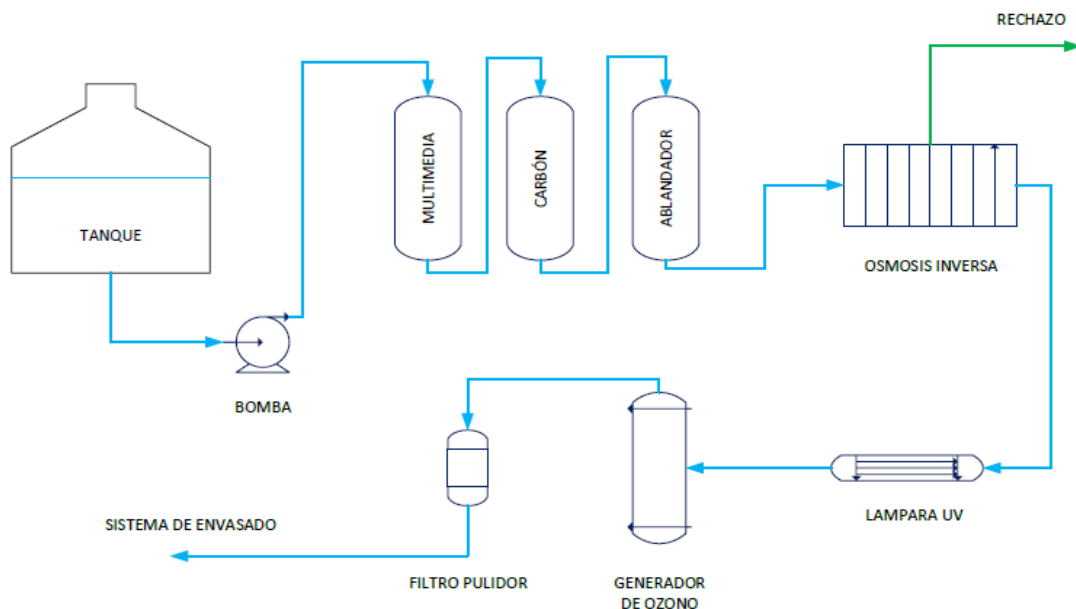 RECHAZO
TANQUE
MULTIMEDIA
CARBÓN
ABLANDADOR
OSMOSIS INVERSA
BOMBA
LAMPARA UV
SISTEMA DE ENVASADO
FILTRO PULIDOR
GENERADOR
DE OZONO